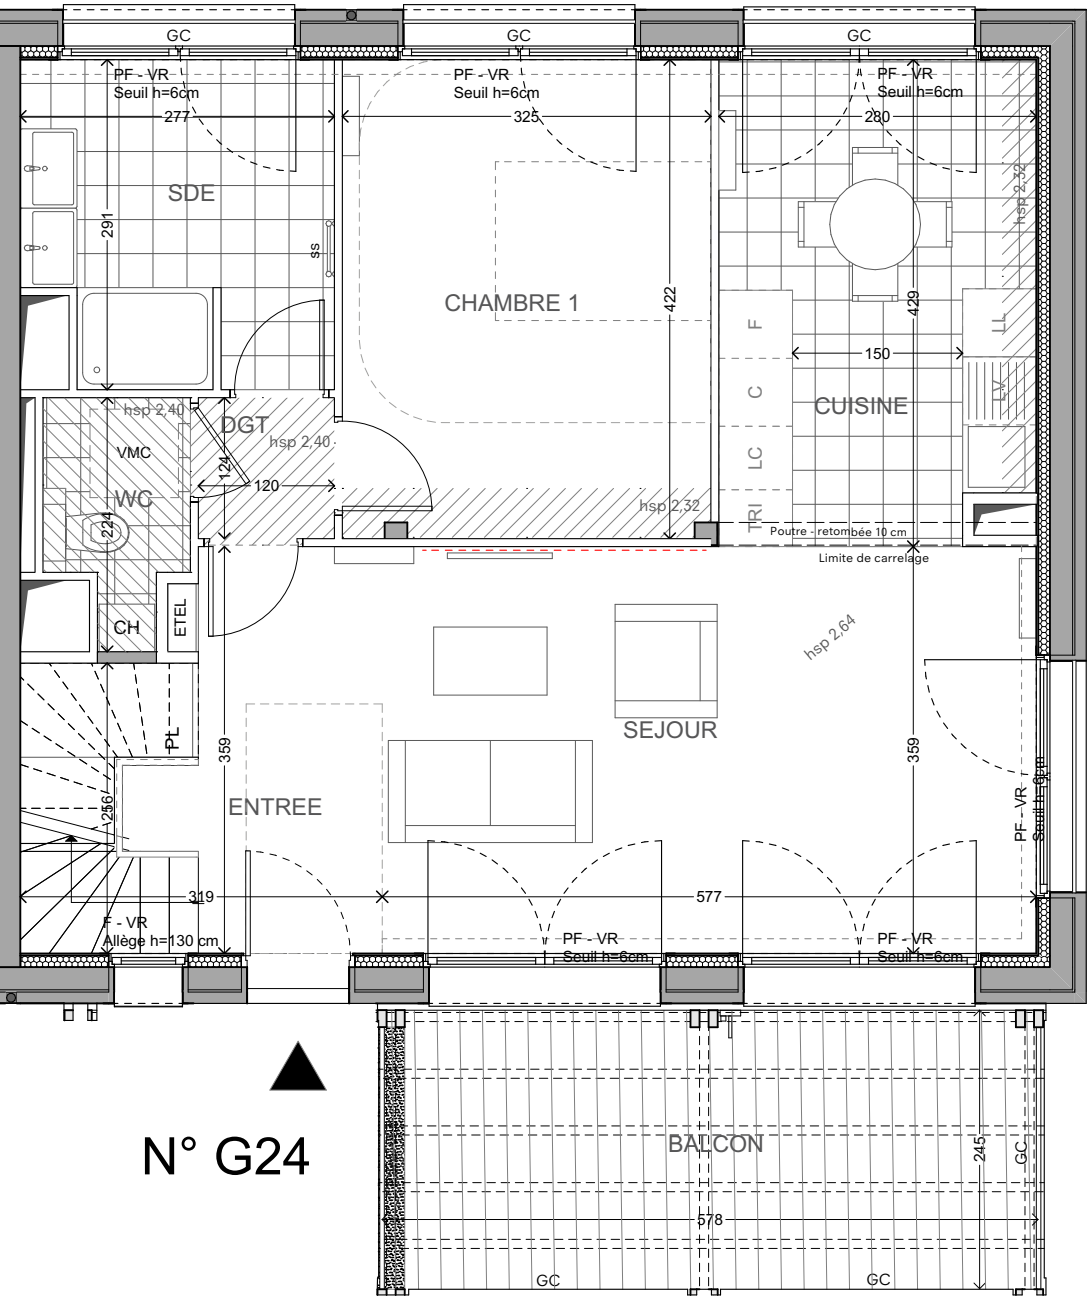 GC
GC
GC
PF - VR
Seuil h=6cm
PF - VR
Seuil h=6cm
PF - VR
Seuil h=6cm
277
325
280
SDE
291
ss
hsp 2,32
CHAMBRE 1
422
429
F
LL
150
C
LV
CUISINE
hsp 2,40
DGT
hsp 2,40
VMC
124
LC
120
WC
224
hsp 2,32
TRI
Poutre - retombée 10 cm
Limite de carrelage
CH
ETEL
hsp 2,64
SEJOUR
PL
359
359
256
ENTREE
PF - VR
Seuil h=6cm
319
577
F - VR
Allège h=130 cm
PF - VR
Seuil h=6cm
PF - VR
Seuil h=6cm
N° G24
BALCON
245
GC
578
GC
GC